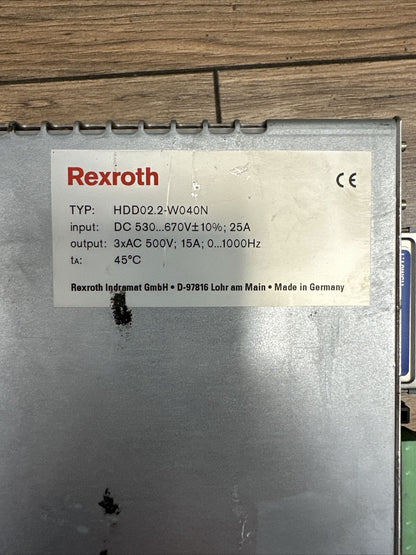 Rexroth
CE
TYP: HDD02.2-W040N
input: DC 530...670V±10%; 25A
output: 3xAC 500V; 15A; 0...1000Hz
tA: 45°C
Rexroth Indramat GmbH • D-97816 Lohr am Main • Made in Germany